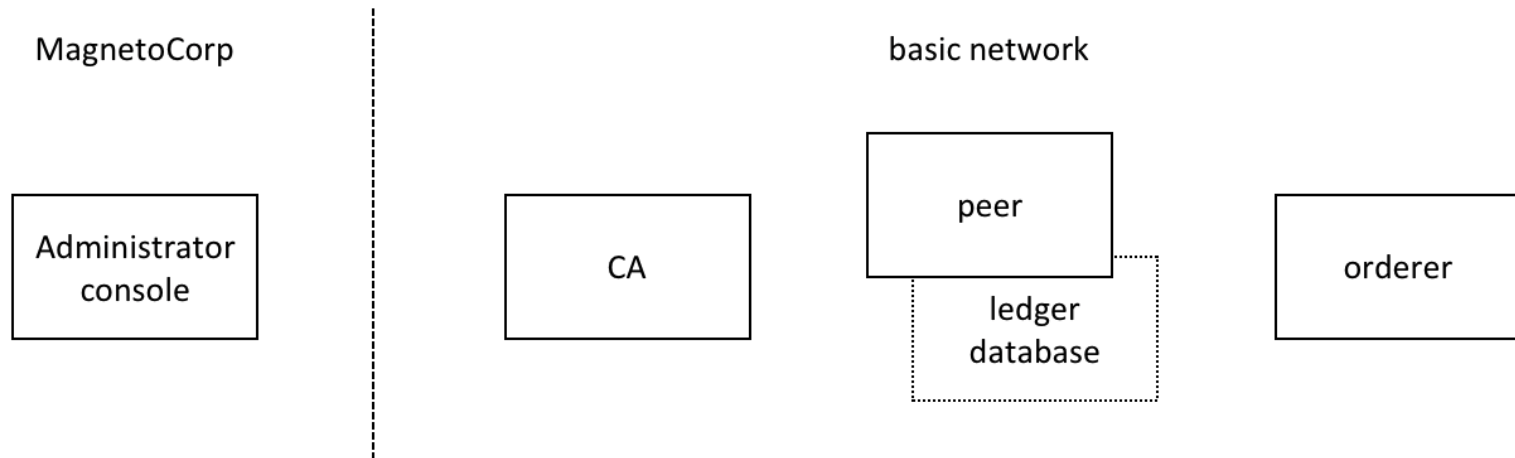 MagnetoCorp
basic network
Administrator
console
CA
peer
ledger
database
orderer